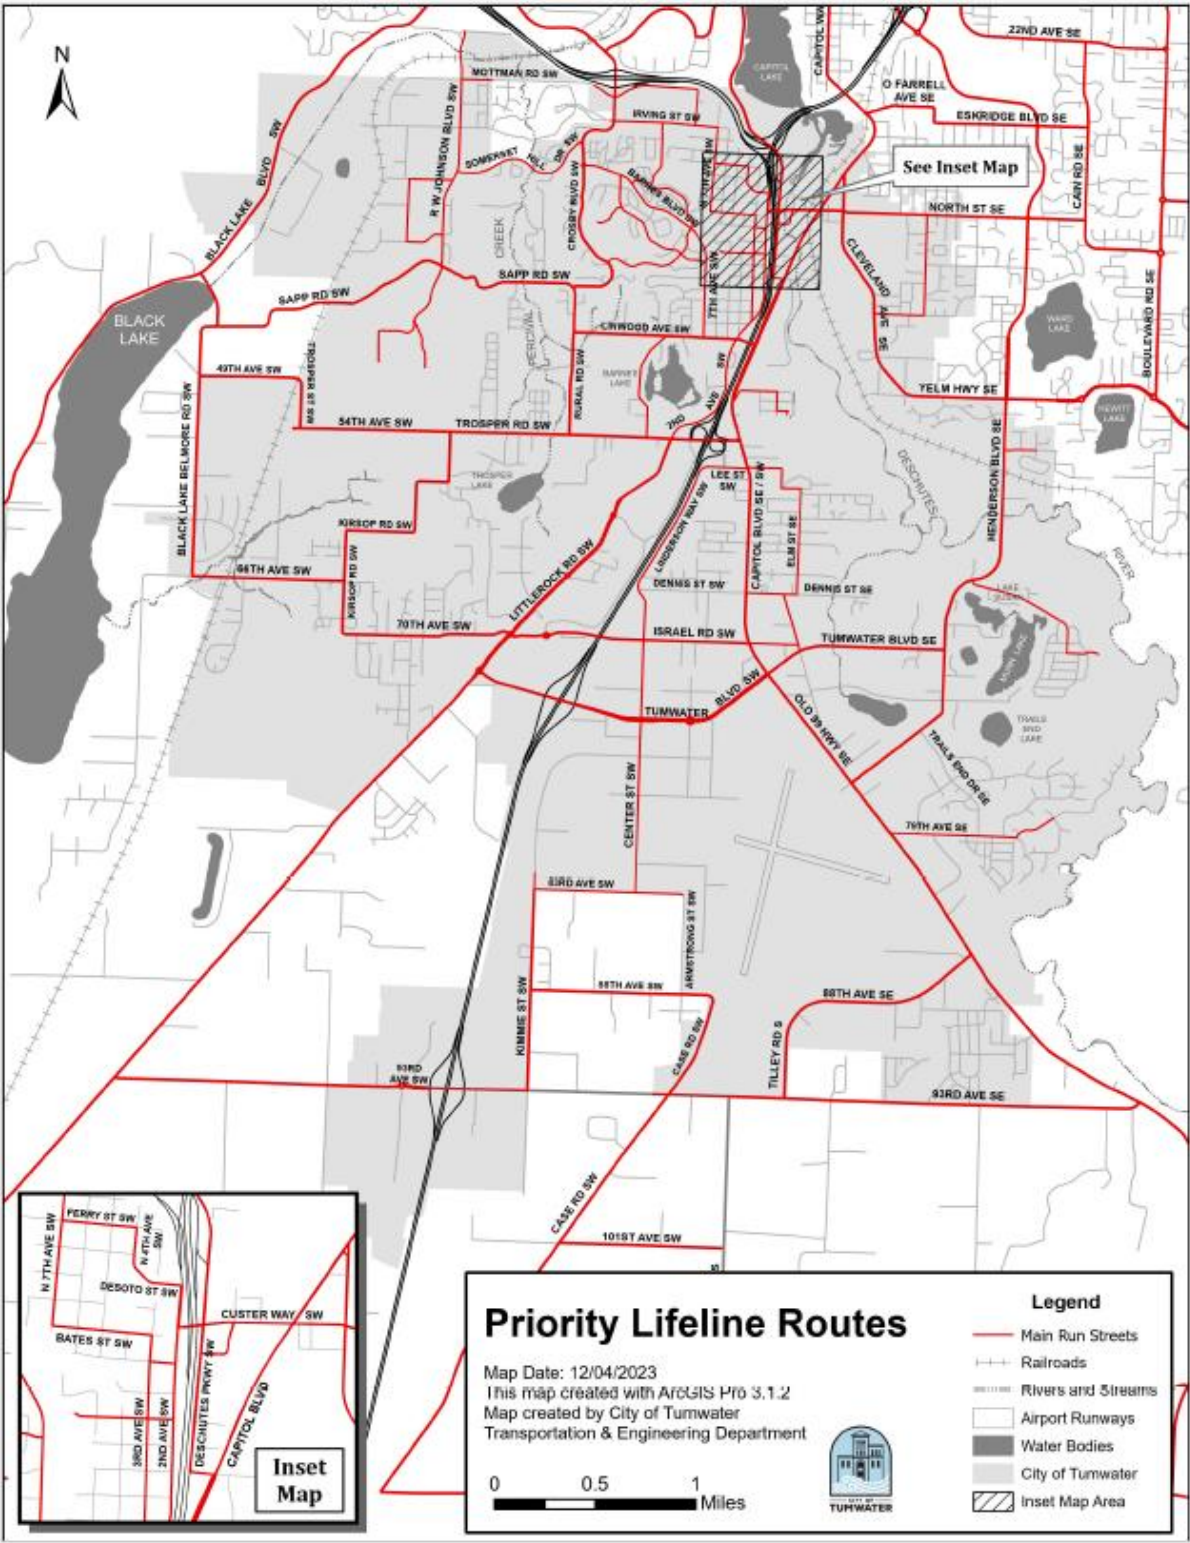 N
MOTTMAN RD SW
CAPITOL LAKE
22ND AVE SE
O FARRELL
AVE SE
ESKRIDGE BLVD SE
IRVING ST SW
BLACK LAKE BLVD SW
R W JOHNSON BLVD SW
SOMERSET HILL DR SW
CROSBY BLVD SW
BARNES BLVD SW
See Inset Map
CAIN RD SE
NORTH ST SE
CREEK
CLEVELAND AVE SE
SAPP RD SW
SAPP RD SW
7TH AVE SW
BLACK
LAKE
PERCIVAL
LINWOOD AVE SW
WARD
LAKE
BOULEVARD RD SE
49TH AVE SW
TROSPER ST SW
RURAL RD SW
BARNES
LAKE
YELM HWY SE
HEWITT
LAKE
2ND AVE SW
54TH AVE SW
TROSPER RD SW
BLACK LAKE BELMORE RD SW
TROSPER
LAKE
LEE ST
SW
DESCHUTES
RIVER
HENDERSON BLVD SE
KIRSOP RD SW
LINDERSON WAY SW
CAPITOL BLVD SE / SW
ELM ST SE
66TH AVE SW
KIRSOP RD SW
LITTLEROCK RD SW
DENNIS ST SW
DENNIS ST SE
70TH AVE SW
ISRAEL RD SW
TUMWATER BLVD SE
MUNN LAKE
TUMWATER BLVD SW
OLD 99 HWY SE
TRAILS
END
LAKE
TRAILS END DR SE
CENTER ST SW
79TH AVE SE
83RD AVE SW
ARMSTRONG ST SW
88TH AVE SW
88TH AVE SE
KIMMIE ST SW
CASE RD SW
TILLEY RD S
93RD
AVE SW
93RD AVE SE
CASE RD SW
101ST AVE SW
S
PERRY ST SW
N 7TH AVE SW
N 4TH AVE
SW
DESOTO ST SW
CUSTER WAY SW
BATES ST SW
3RD AVE SW
2ND AVE SW
DESCHUTES PKWY SW
CAPITOL BLVD
Inset
Map
Priority Lifeline Routes
Map Date: 12/04/2023
This map created with ArcGIS Pro 3.1.2
Map created by City of Tumwater
Transportation & Engineering Department
0 0.5 1
Miles
CITY OF
TUMWATER
Legend
Main Run Streets
Railroads
Rivers and Streams
Airport Runways
Water Bodies
City of Tumwater
Inset Map Area